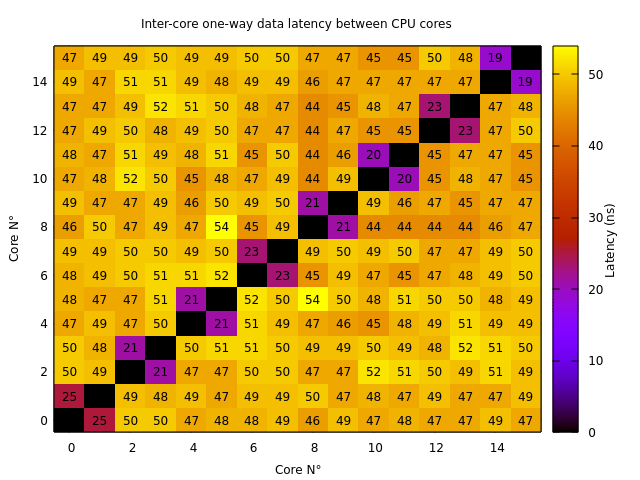 Inter-core one-way data latency between CPU cores
47 49 49 50 49 49 50 50 47 47 45 45 50 48 19
14 49 47 51 51 49 48 49 49 46 47 47 47 47 47 19
47 47 49 52 51 50 48 47 44 45 48 47 23 47 48
12 47 49 50 48 49 50 47 47 44 47 45 45 23 47 50
48 47 51 49 48 51 45 50 44 46 20 45 47 47 45
10 47 48 52 50 45 48 47 49 44 49 20 45 48 47 45
49 47 47 49 46 50 49 50 21 49 46 47 45 47 47
8 46 50 47 49 47 54 45 49 21 44 44 44 44 46 47
49 49 50 50 49 50 23 49 50 49 50 47 47 49 50
6 48 49 50 51 51 52 23 45 49 47 45 47 48 49 50
48 47 47 51 21 52 50 54 50 48 51 50 50 48 49
4 47 49 47 50 21 51 49 47 46 45 48 49 51 49 49
50 48 21 50 51 51 50 49 49 50 49 48 52 51 50
2 50 49 21 47 47 50 50 47 47 52 51 50 49 51 49
25 49 48 49 47 49 49 50 47 48 47 49 47 47 49
0 25 50 50 47 48 48 49 46 49 47 48 47 47 49 47
0 2 4 6 8 10 12 14
Core N°
Core N°
50
40
30
20
10
0
Latency (ns)